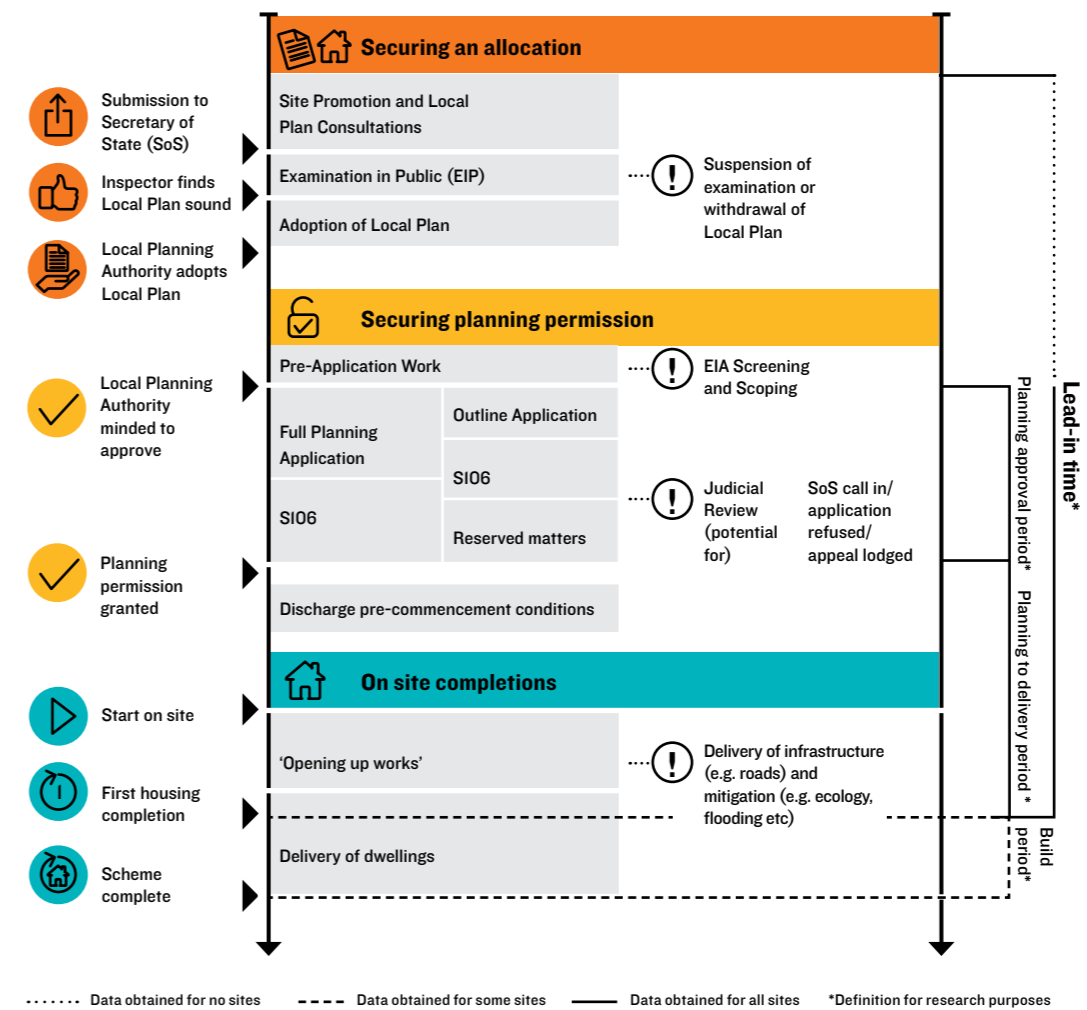 Securing an allocation
Submission to
Secretary of
State (SoS)
Inspector finds
Local Plan sound
Local Planning
Authority adopts
Local Plan
Site Promotion and Local
Plan Consultations
Examination in Public (EIP)
Adoption of Local Plan
!
Suspension of
examination or
withdrawal of
Local Plan
Securing planning permission
Local Planning
Authority
minded to
approve
Planning
permission
granted
Pre-Application Work
Full Planning
Application
S106
Outline Application
S106
Reserved matters
Discharge pre-commencement conditions
!
EIA Screening
and Scoping
!
Judicial
Review
(potential
for)
SoS call in/
application
refused/
appeal lodged
On site completions
Start on site
First housing
completion
Scheme
complete
‘Opening up works’
Delivery of dwellings
!
Delivery of infrastructure
(e.g. roads) and
mitigation (e.g. ecology,
flooding etc)
Lead-in time*
Planning approval period*
Planning to delivery period *
Build
period*
Data obtained for no sites
Data obtained for some sites
Data obtained for all sites
*Definition for research purposes